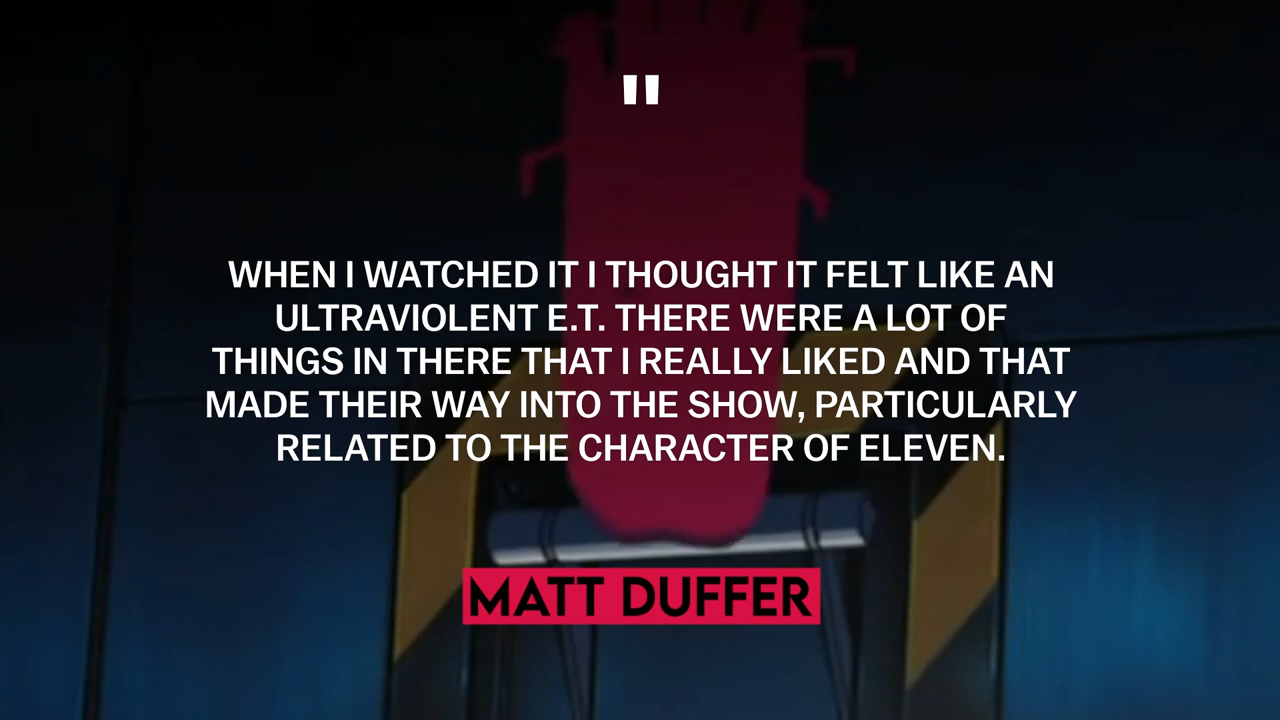 "
WHEN I WATCHED IT I THOUGHT IT FELT LIKE AN
ULTRAVIOLENT E.T. THERE WERE A LOT OF
THINGS IN THERE THAT I REALLY LIKED AND THAT
MADE THEIR WAY INTO THE SHOW, PARTICULARLY
RELATED TO THE CHARACTER OF ELEVEN.
MATT DUFFER